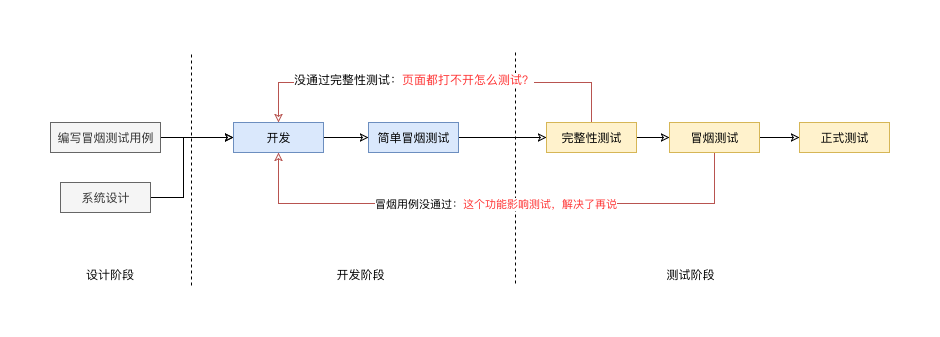 没通过完整性测试：页面都打不开怎么测试？
编写冒烟测试用例
开发
简单冒烟测试
完整性测试
冒烟测试
正式测试
系统设计
冒烟用例没通过：这个功能影响测试，解决了再说
设计阶段
开发阶段
测试阶段